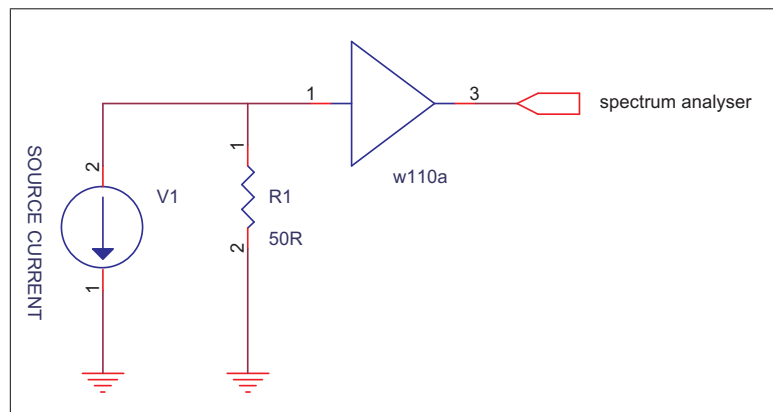 1
3
spectrum analyser
w110a
SOURCE CURRENT
2
V1
1
1
R1
50R
2